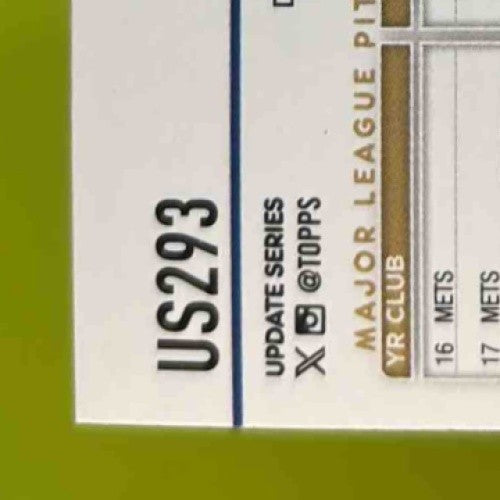 US293
UPDATE SERIES
X @TOPPS
MAJOR LEAGUE PIT
YR CLUB
16 METS
17 METS